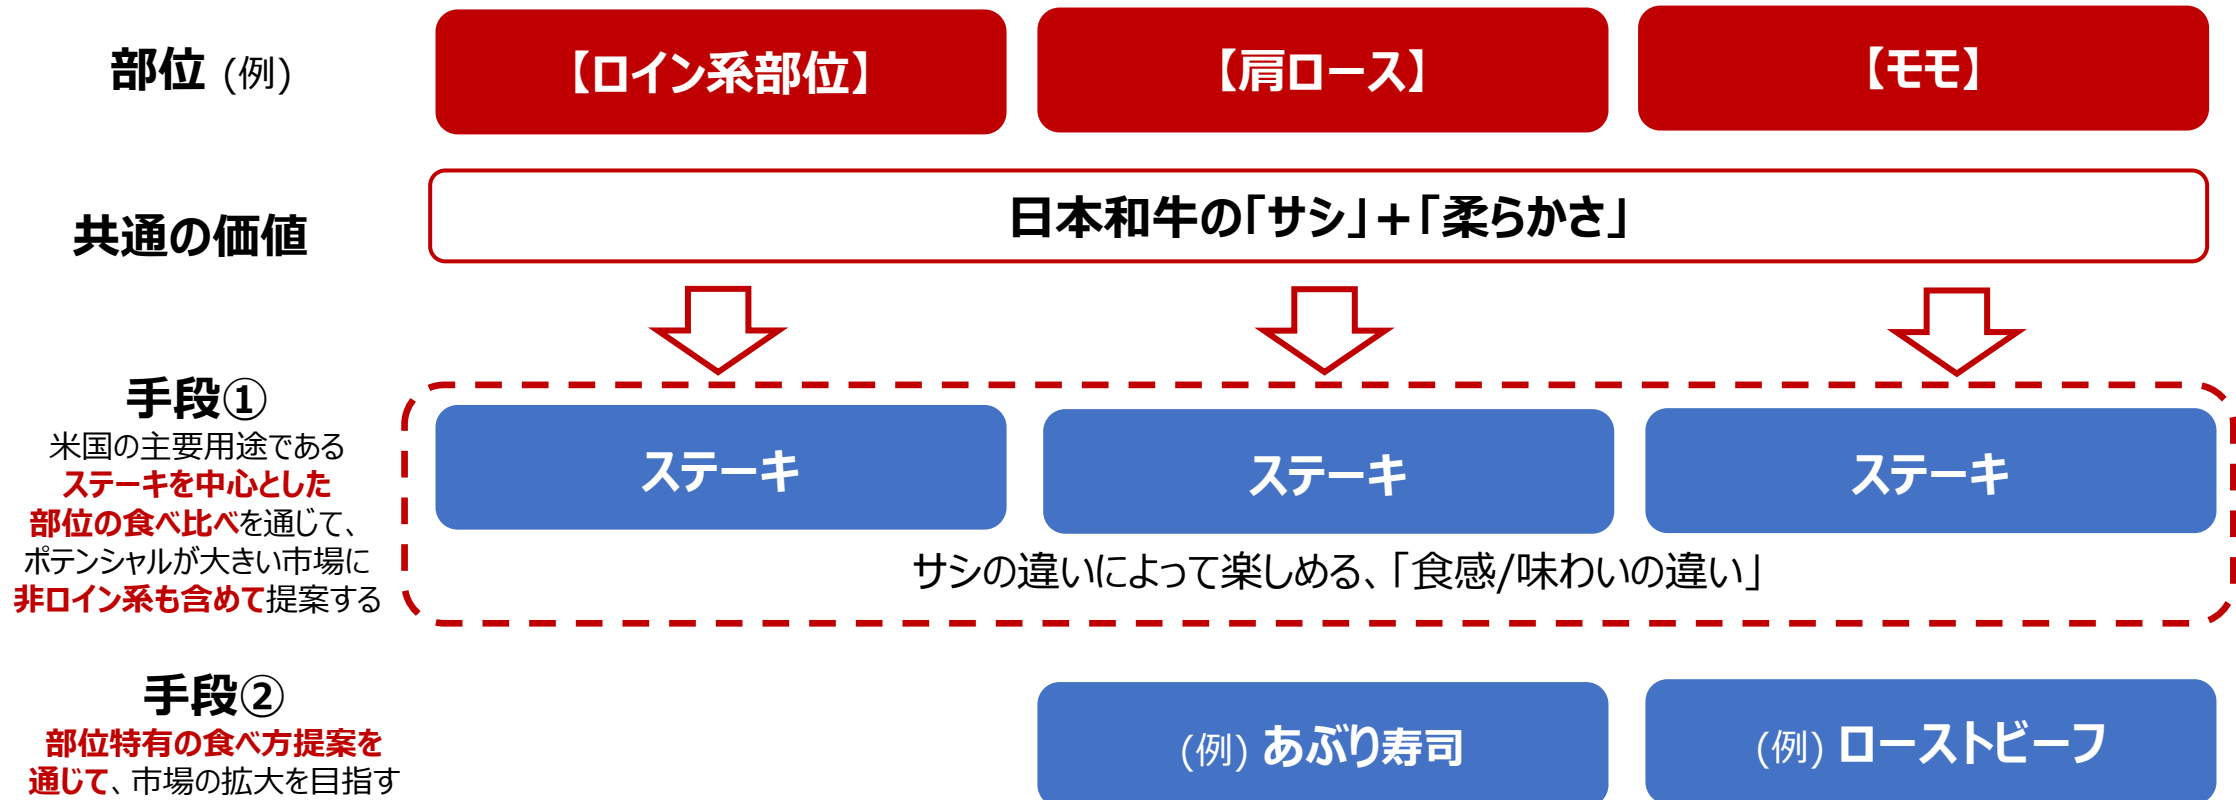 部位 (例)
【ロイン系部位】
【肩ロース】
【モモ】
共通の価値
日本和牛の「サシ」+「柔らかさ」
手段①
米国の主要用途である
ステーキを中心とした
部位の食べ比べを通じて、
ポテンシャルが大きい市場に
非ロイン系も含めて提案する
ステーキ
ステーキ
ステーキ
サシの違いによって楽しめる、「食感/味わいの違い」
手段②
部位特有の食べ方提案を
通じて、市場の拡大を目指す
(例) あぶり寿司
(例) ローストビーフ